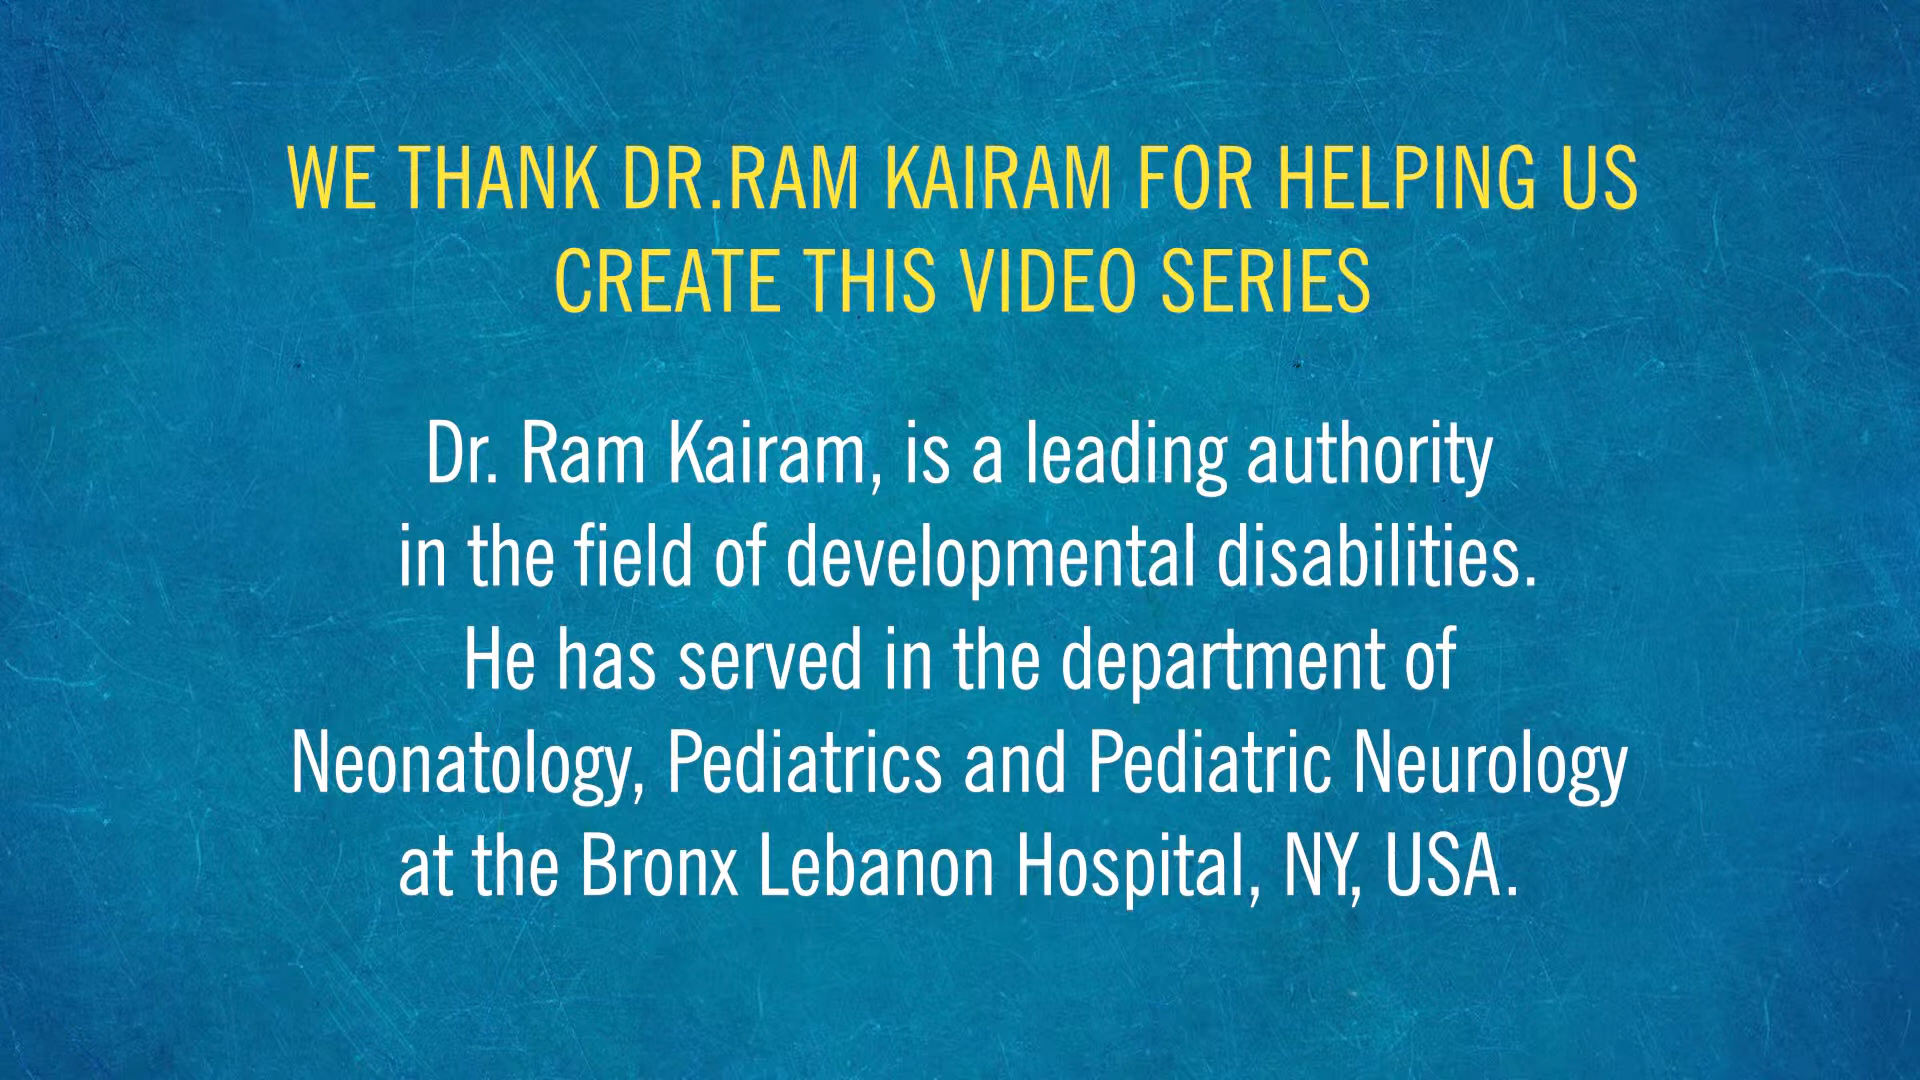 WE THANK DR.RAM KAIRAM FOR HELPING US
CREATE THIS VIDEO SERIES
Dr. Ram Kairam, is a leading authority
in the field of developmental disabilities.
He has served in the department of
Neonatology, Pediatrics and Pediatric Neurology
at the Bronx Lebanon Hospital, NY, USA.